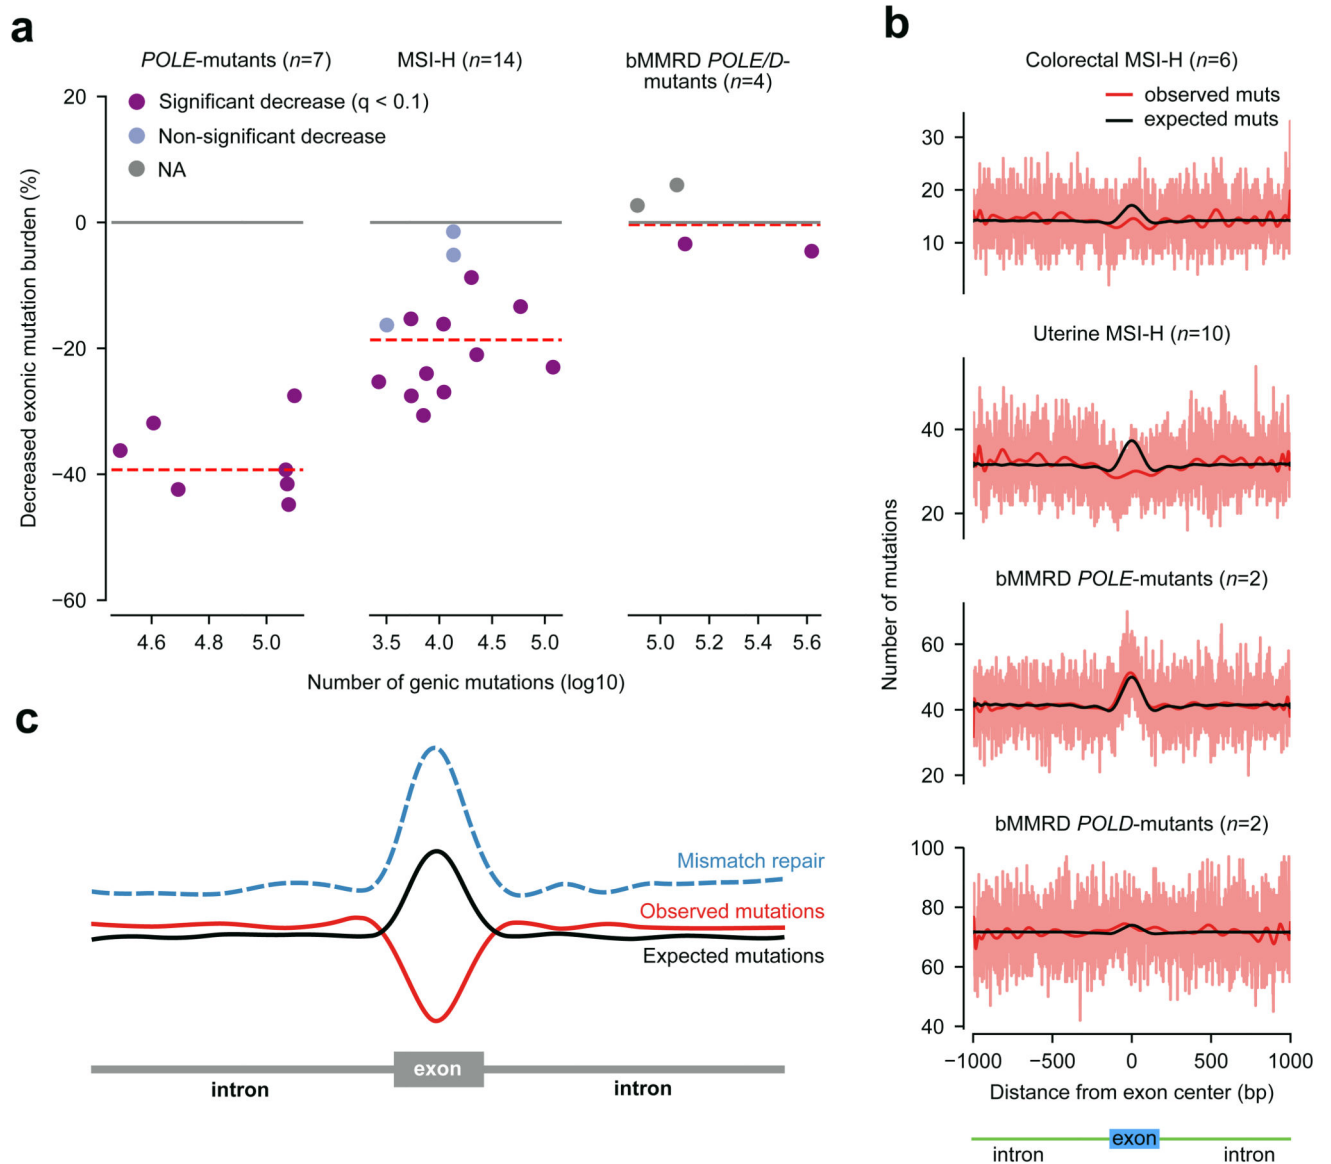 a
POLE-mutants (n=7)
MSI-H (n=14)
bMMRD POLE/D-
mutants (n=4)
Significant decrease (q < 0.1)
Non-significant decrease
NA
Decreased exonic mutation burden (%)
20
0
−20
−40
−60
4.6 4.8 5.0
3.5 4.0 4.5 5.0
5.0 5.2 5.4 5.6
Number of genic mutations (log10)
b
Colorectal MSI-H (n=6)
observed muts
expected muts
30
20
10
Uterine MSI-H (n=10)
40
20
Number of mutations
bMMRD POLE-mutants (n=2)
60
40
20
bMMRD POLD-mutants (n=2)
100
80
60
40
−1000 −500 0 500 1000
Distance from exon center (bp)
exon
intron intron
c
Mismatch repair
Observed mutations
Expected mutations
exon
intron intron